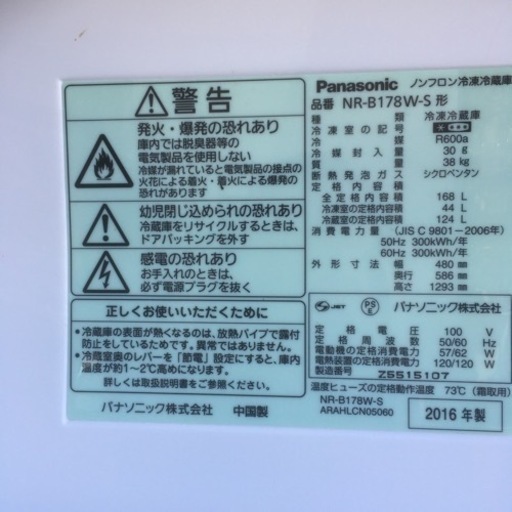 警告
発火・爆発の恐れあり
庫内では脱臭器等の
電気製品を使用しない
冷媒が漏れていると電気製品の接点の
火花による着火・着火により爆発の
恐れがあります
幼児閉じ込められの恐れあり
冷蔵庫をリサイクルするときは、
ドアパッキングを外す
感電の恐れあり
お手入れのときは、
必ず電源プラグを抜く
正しくお使いいただくために
・冷蔵庫の表面が熱くなるのは、放熱パイプで露付
防止をしているためです。異常ではありません。
・冷蔵室奥のレバーを「節電」設定にすると、庫内
温度が約1~2℃高めになります。
詳しくは取扱説明書をご覧ください。
パナソニック株式会社 中国製
Panasonic ノンフロン冷凍冷蔵庫
品番 NR-B178W-S 形
種類 冷凍冷蔵庫
冷凍室の記号
冷媒 R600a
冷媒封入量 30 g
質量 38 kg
断熱発泡ガス シクロペンタン
定格内容積
全定格内容積 168 L
冷凍室の定格内容積 44 L
冷蔵室の定格内容積 124 L
消費電力量 (JIS C 9801-2006年)
50Hz 300kWh/年
60Hz 300kWh/年
外形寸法 幅 480 mm
奥行 586 mm
高さ 1293 mm
JET PSE パナソニック株式会社
定格電圧 100 V
定格周波数 50/60 Hz
電動機の定格消費電力 57/62 W
電熱装置の定格消費電力 120/120 W
製造番号 Z5515107
温度ヒューズの定格動作温度 73℃ (霜取用)
NR-B178W-S
ARAHLCN05060
2016 年製